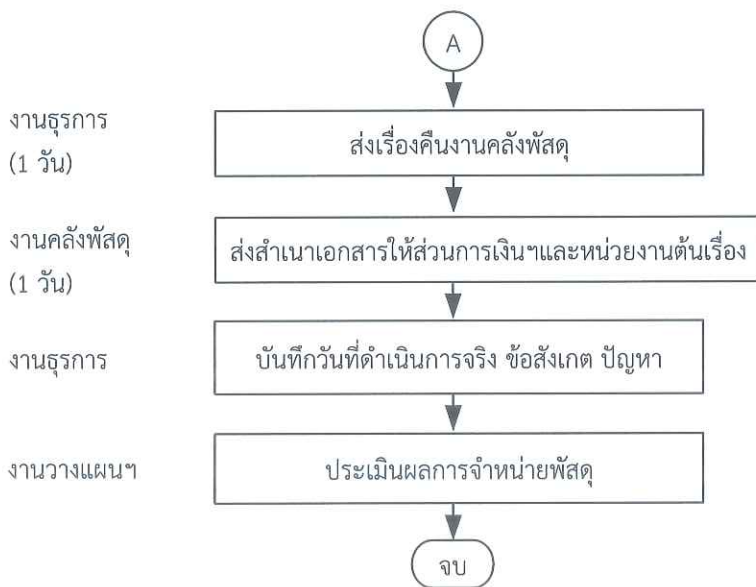 A
งานธุรการ
(1 วัน)
ส่งเรื่องคืนงานคลังพัสดุ
งานคลังพัสดุ
(1 วัน)
ส่งสำเนาเอกสารให้ส่วนการเงินฯและหน่วยงานต้นเรื่อง
งานธุรการ
บันทึกวันที่ดำเนินการจริง ข้อสังเกต ปัญหา
งานวางแผนฯ
ประเมินผลการจำหน่ายพัสดุ
จบ